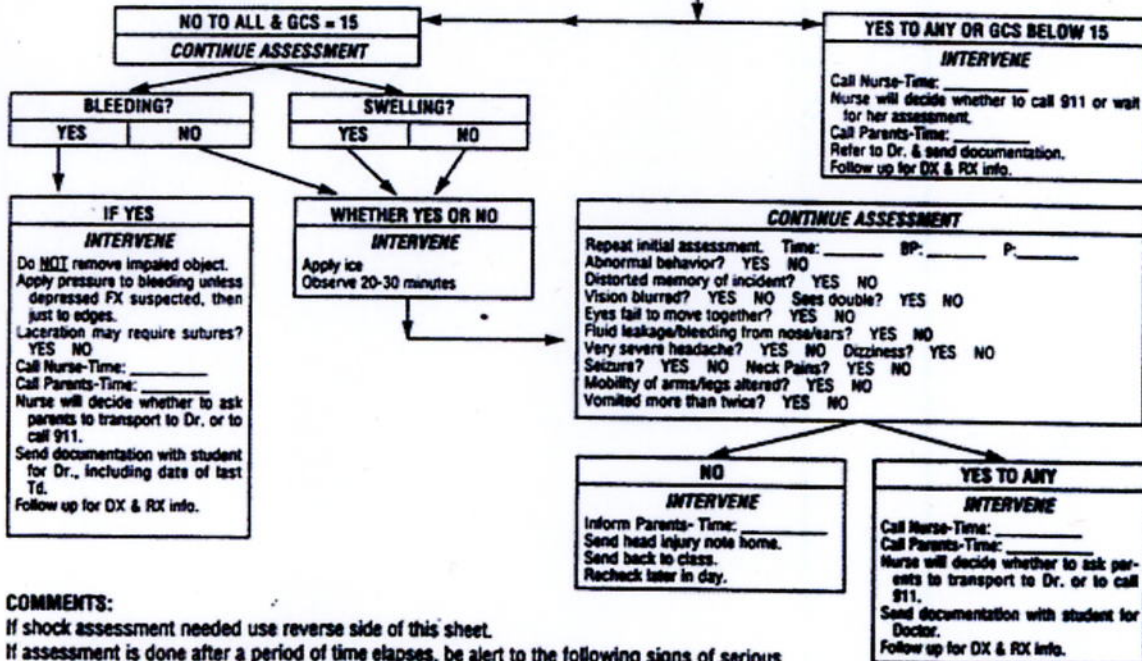 NO TO ALL & GCS = 15
CONTINUE ASSESSMENT
YES TO ANY OR GCS BELOW 15
INTERVENE
Call Nurse-Time:
Nurse will decide whether to call 911 or wait
for her assessment.
Call Parents-Time:
Refer to Dr. & send documentation.
Follow up for DX & RX info.
BLEEDING?
YES NO
SWELLING?
YES NO
IF YES
INTERVENE
Do NOT remove impaled object.
Apply pressure to bleeding unless
depressed FX suspected, then
just to edges.
Laceration may require sutures?
YES NO
Call Nurse-Time:
Call Parents-Time:
Nurse will decide whether to ask
parents to transport to Dr. or to
call 911.
Send documentation with student
for Dr., including date of last
Td.
Follow up for DX & RX info.
WHETHER YES OR NO
INTERVENE
Apply ice
Observe 20-30 minutes
CONTINUE ASSESSMENT
Repeat initial assessment. Time: BP: P:
Abnormal behavior? YES NO
Distorted memory of incident? YES NO
Vision blurred? YES NO Sees double? YES NO
Eyes fail to move together? YES NO
Fluid leakage/bleeding from nose/ears? YES NO
Very severe headache? YES NO Dizziness? YES NO
Seizure? YES NO Neck Pains? YES NO
Mobility of arms/legs altered? YES NO
Vomited more than twice? YES NO
NO
INTERVENE
Inform Parents- Time:
Send head injury note home.
Send back to class.
Recheck later in day.
YES TO ANY
INTERVENE
Call Nurse-Time:
Call Parents-Time:
Nurse will decide whether to ask par-
ents to transport to Dr. or to call
911.
Send documentation with student for
Doctor.
Follow up for DX & RX info.
COMMENTS:
If shock assessment needed use reverse side of this sheet.
If assessment is done after a period of time elapses, be alert to the following signs of serious